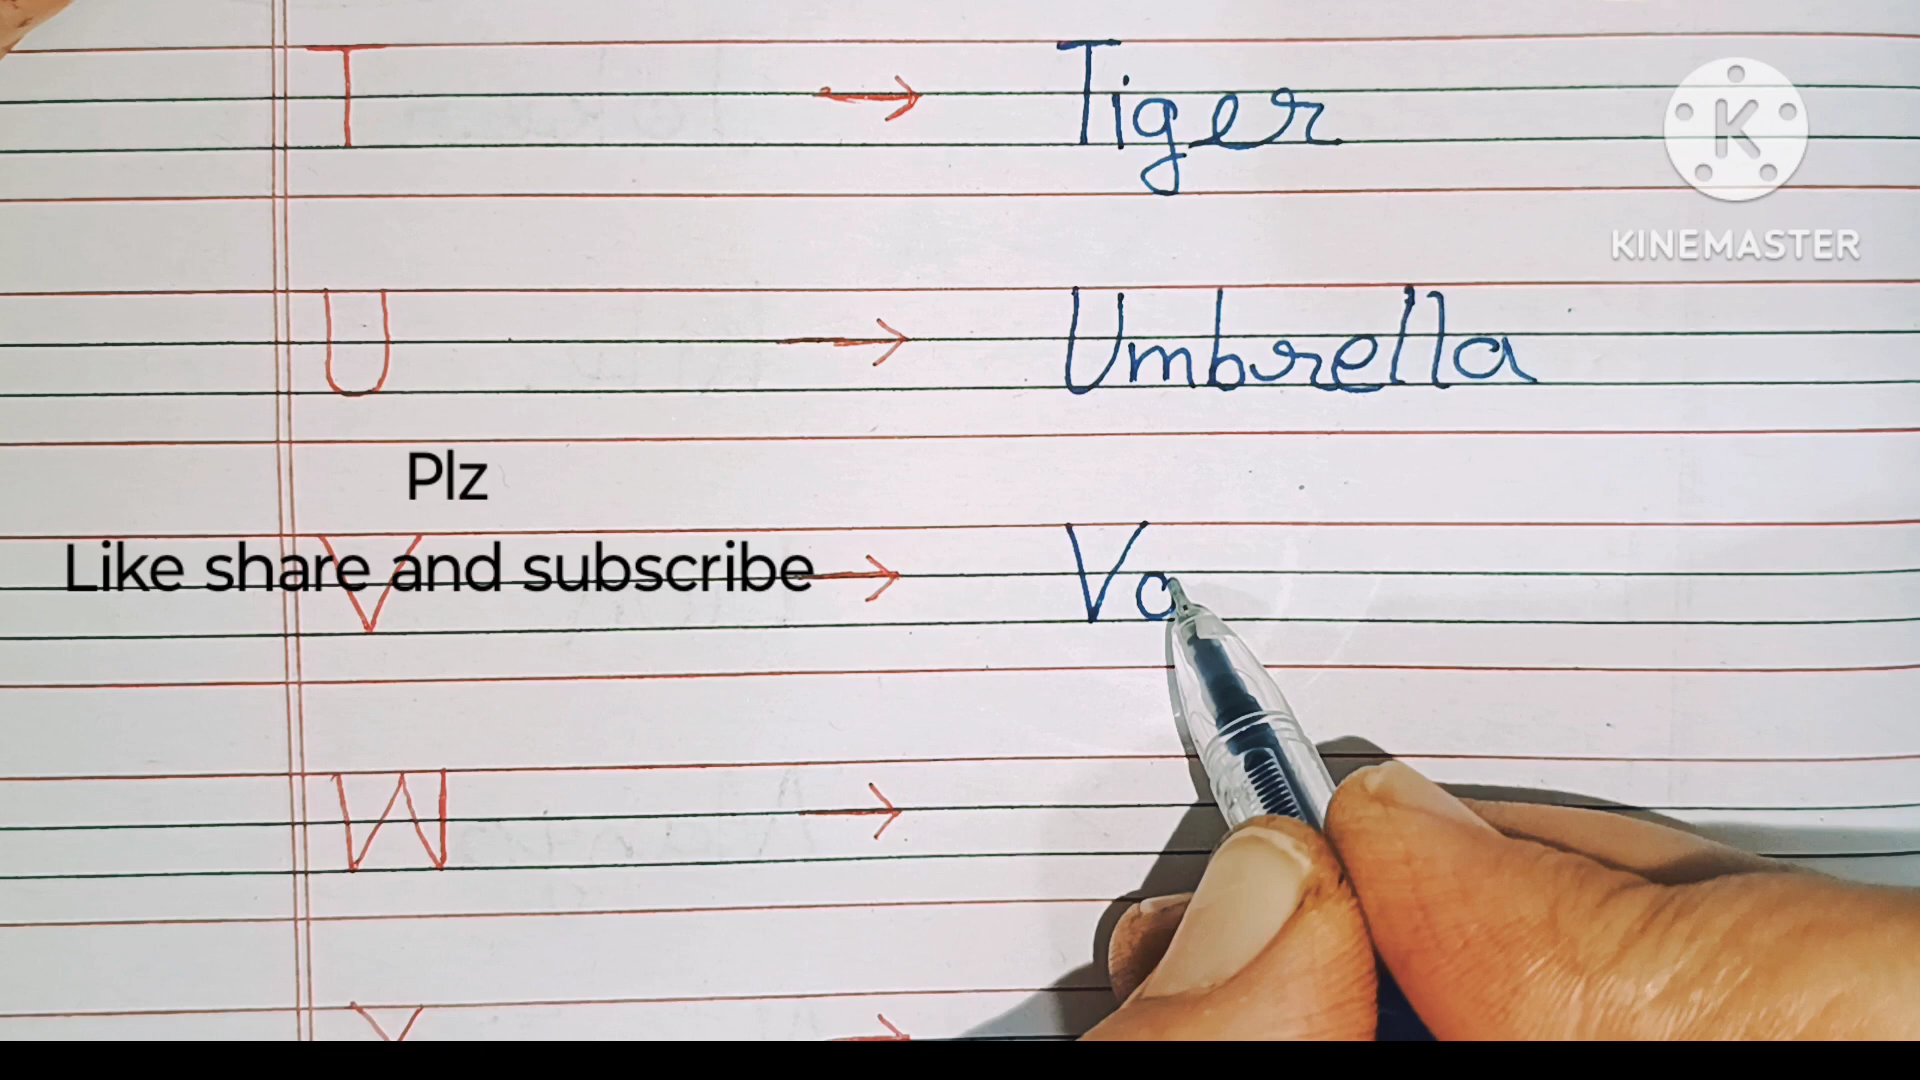 T → Tiger
KINEMASTER
U → Umbrella
Plz
Like share and subscribe
V → Va
W →